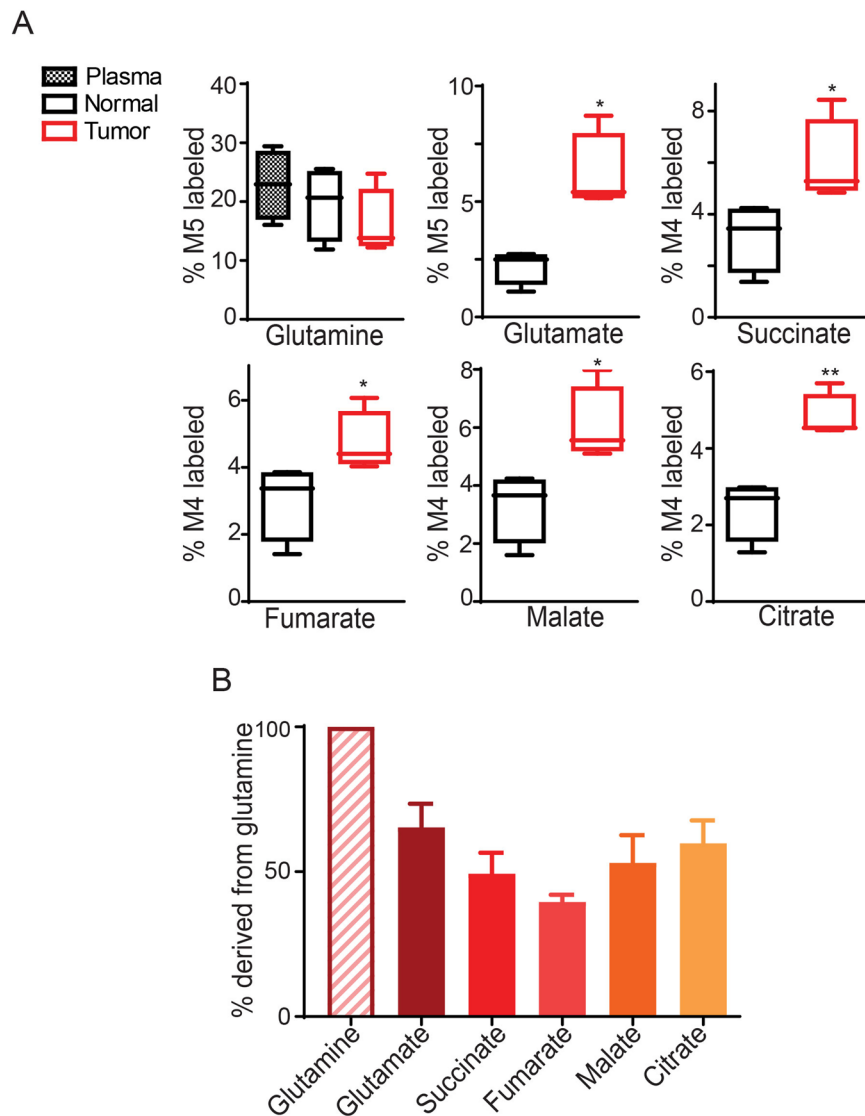 A
Plasma
Normal
Tumor
% M5 labeled
40
30
20
10
0
Glutamine
% M5 labeled
10
5
0
*
Glutamate
% M4 labeled
8
4
0
*
Succinate
% M4 labeled
6
4
2
0
*
Fumarate
% M4 labeled
8
6
4
2
0
*
Malate
% M4 labeled
6
4
2
0
**
Citrate
B
% derived from glutamine
100
50
0
Glutamine
Glutamate
Succinate
Fumarate
Malate
Citrate